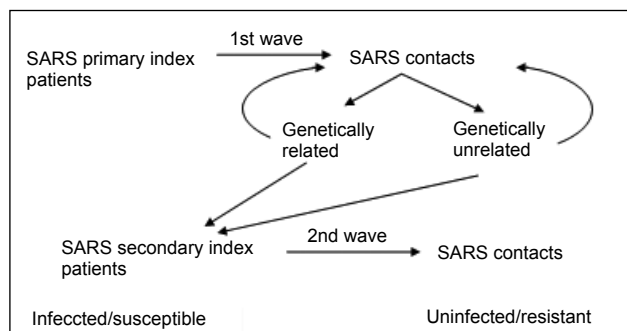 1st wave
SARS primary index
patients
SARS contacts
Genetically
related
Genetically
unrelated
SARS secondary index
patients
2nd wave
SARS contacts
Infeccted/susceptible
Uninfected/resistant